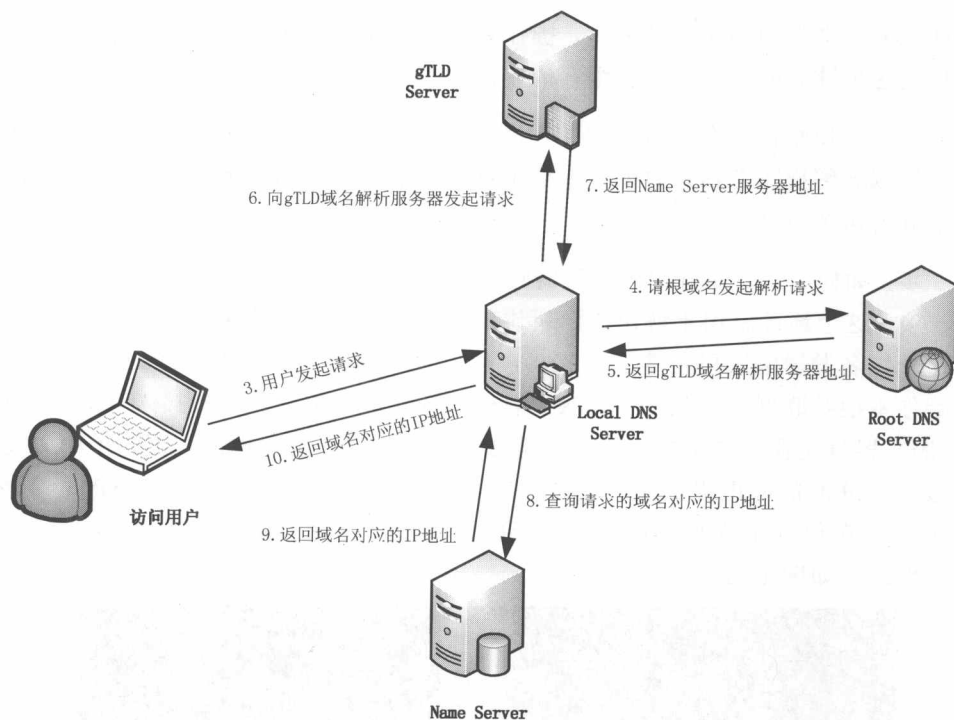 gTLD
Server
6.向gTLD域名解析服务器发起请求
7.返回Name Server服务器地址
4.请根域名发起解析请求
3.用户发起请求
5.返回gTLD域名解析服务器地址
Local DNS
Server
Root DNS
Server
10.返回域名对应的IP地址
访问用户
8.查询请求的域名对应的IP地址
9.返回域名对应的IP地址
Name Server